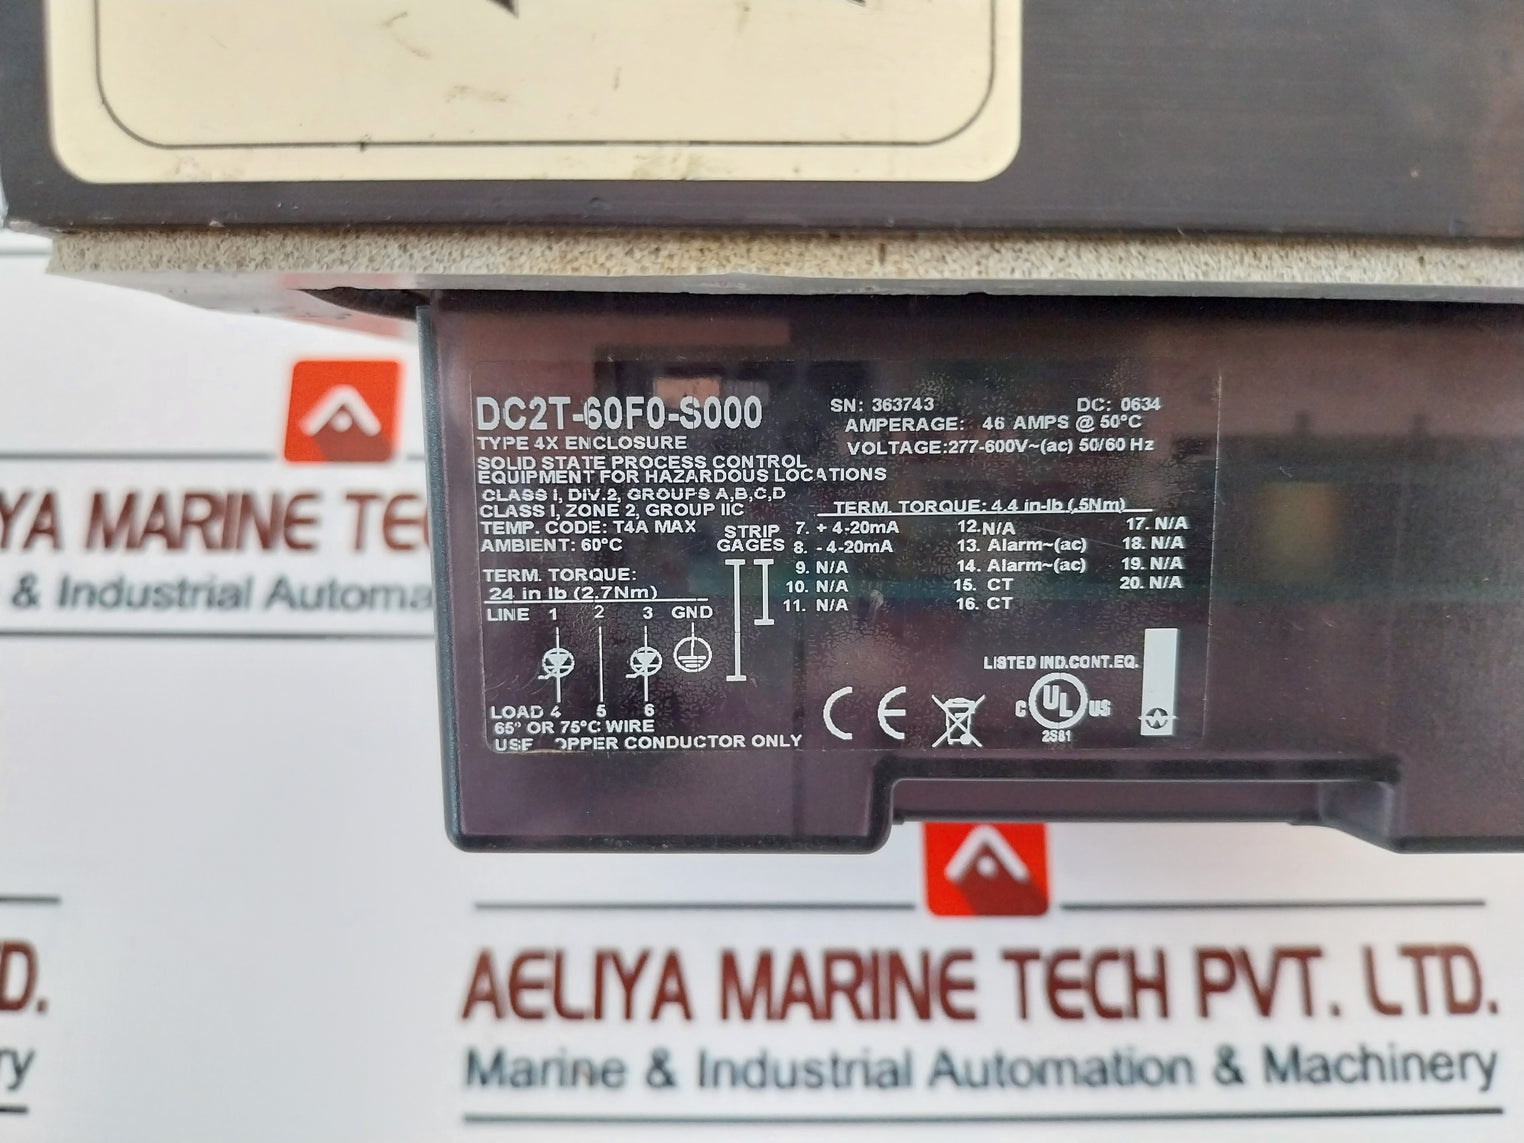 DC2T-60F0-S000
SN: 363743 DC: 0634
AMPERAGE: 46 AMPS @ 50°C
VOLTAGE:277-600V~(ac) 50/60 Hz
TYPE 4X ENCLOSURE
SOLID STATE PROCESS CONTROL
EQUIPMENT FOR HAZARDOUS LOCATIONS
CLASS I, DIV.2, GROUPS A,B,C,D
CLASS I, ZONE 2, GROUP IIC
TEMP. CODE: T4A MAX
AMBIENT: 60°C
STRIP
GAGES
TERM. TORQUE: 4.4 in-lb (.5Nm)
7. + 4-20mA
8. - 4-20mA
9. N/A
10. N/A
11. N/A
12. N/A
13. Alarm~(ac)
14. Alarm~(ac)
15. CT
16. CT
17. N/A
18. N/A
19. N/A
20. N/A
TERM. TORQUE:
24 in lb (2.7Nm)
LINE 1 2 3 GND
LOAD 4 5 6
65° OR 75°C WIRE
USE OPPER CONDUCTOR ONLY
LISTED IND.CONT.EQ.
CE
C UL US
2S81
W
YA MARINE TE
& Industrial Automa
D.
ry
AELIYA MARINE TECH PVT. LTD.
Marine & Industrial Automation & Machinery